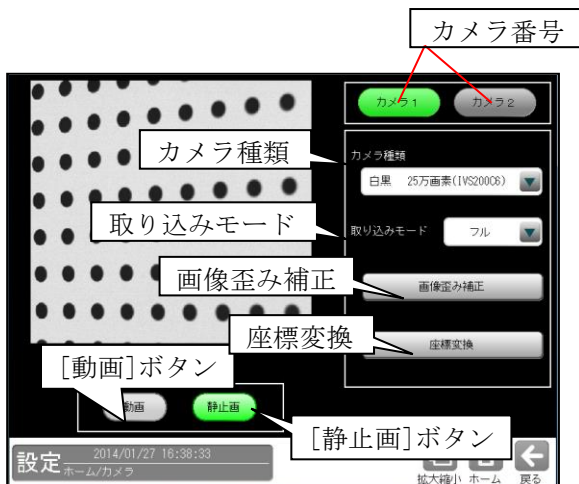 カメラ番号
カメラ1
カメラ2
カメラ種類
カメラ種類
白黒 25万画素(IVS200C6)
取り込みモード
取り込みモード
フル
画像歪み補正
画像歪み補正
座標変換
座標変換
[動画]ボタン
動画
静止画
[静止画]ボタン
設定
2014/01/27 16:38:33
ホーム/カメラ
拡大縮小
ホーム
戻る